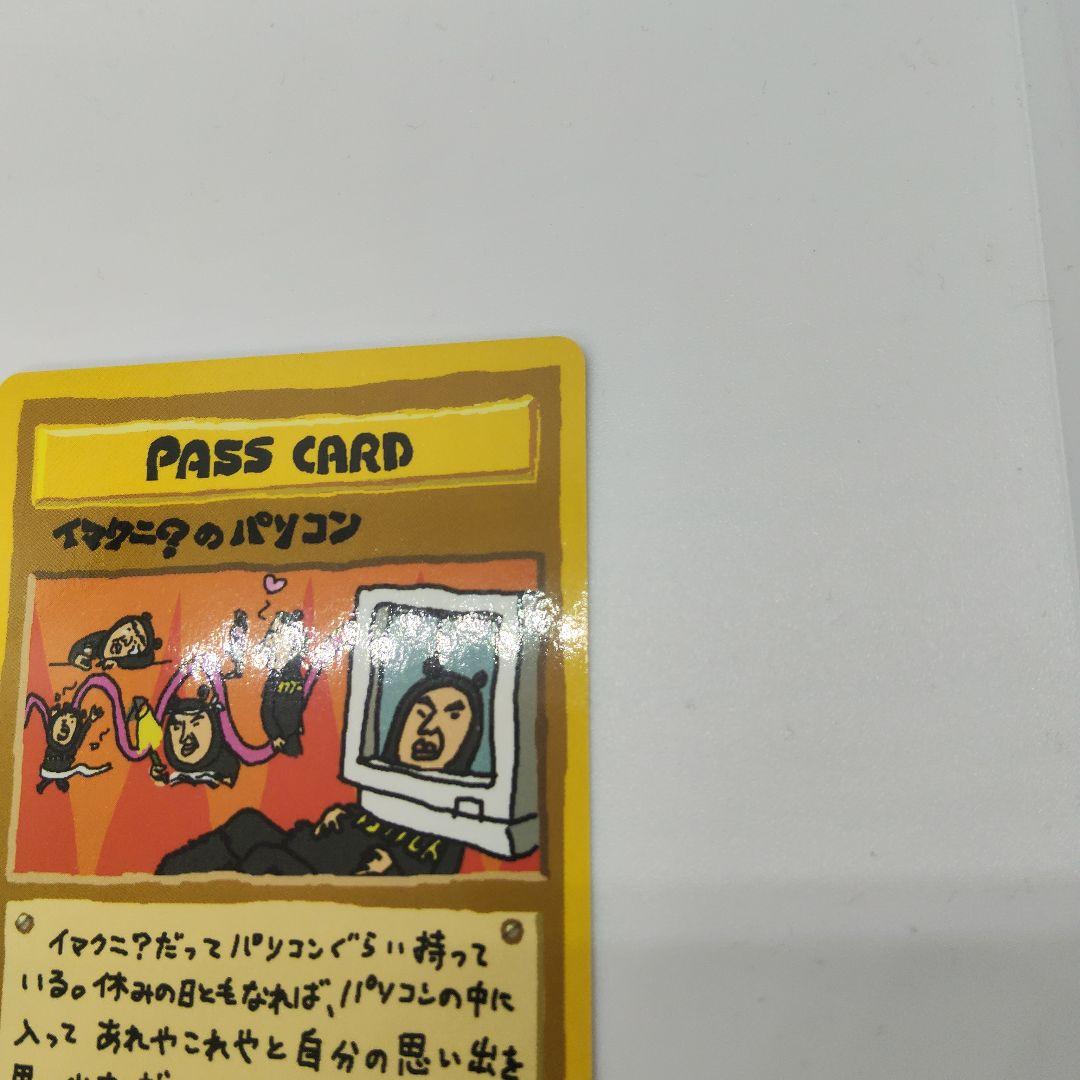 PASS CARD
イマクニ?のパソコン
イマクニ?だってパソコンぐらい持って
いる。休みの日ともなれば、パソコンの中に
入って あれやこれやと自分の思い出を